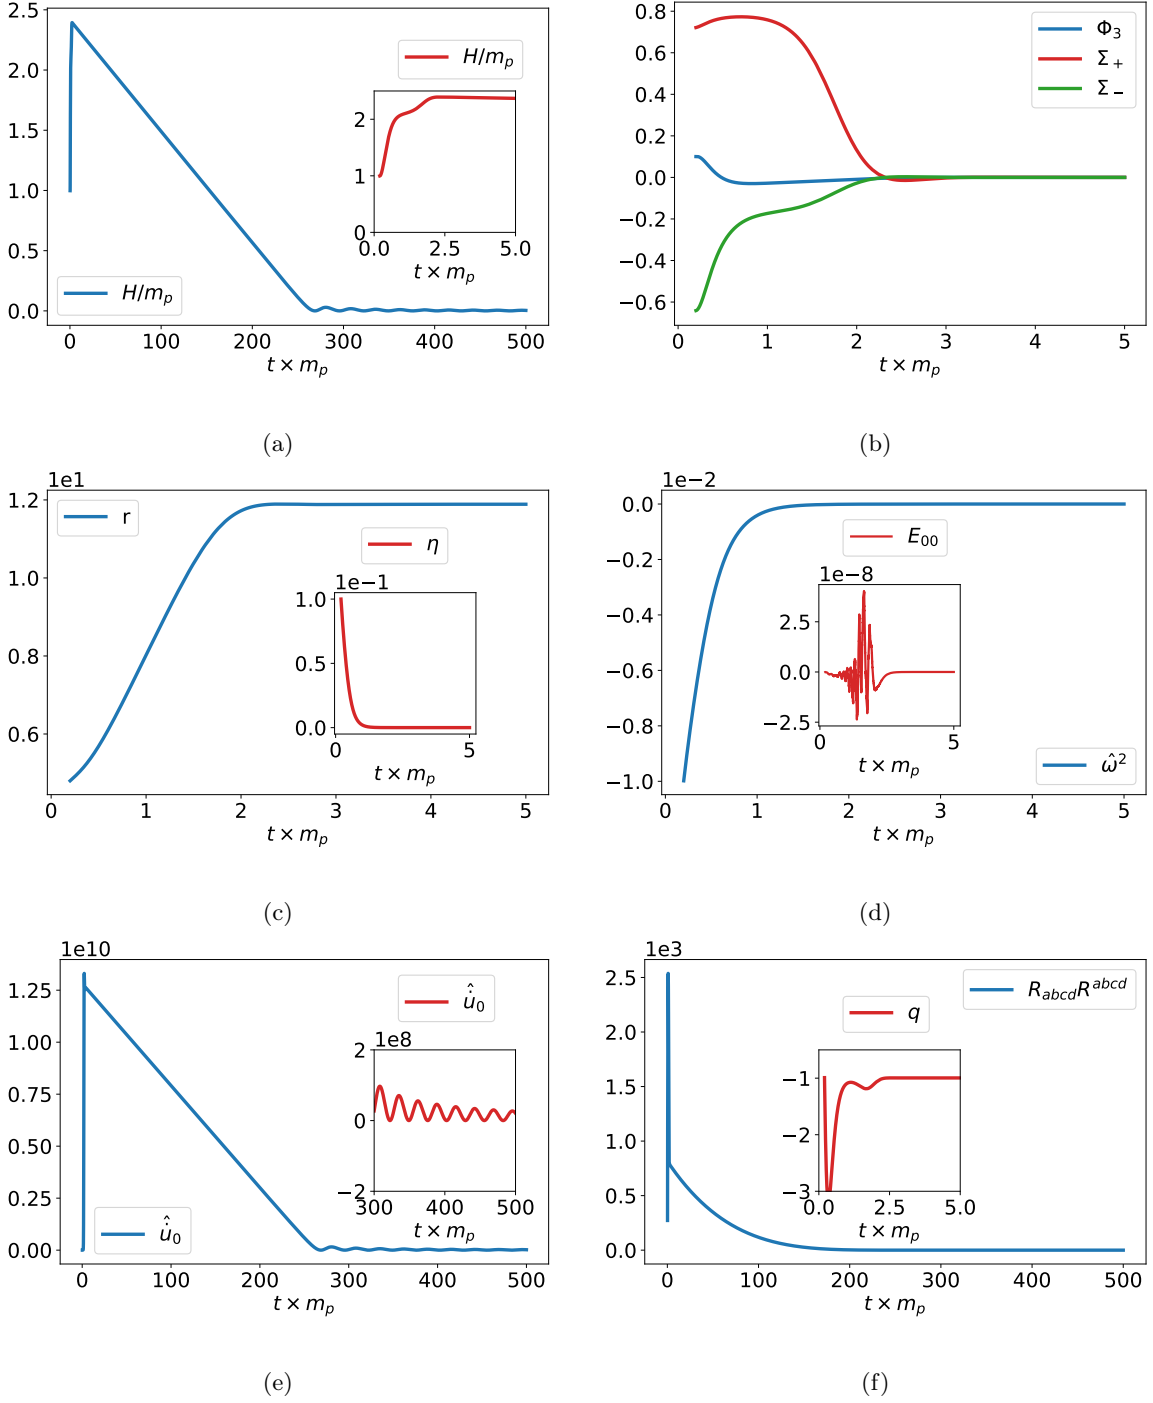 2.5
2.0
1.5
1.0
0.5
0.0
0 100 200 300 400 500
t × m_p
H/m_p
H/m_p
2
1
0
0.0 2.5 5.0
t × m_p
(a)
0.8
0.6
0.4
0.2
0.0
−0.2
−0.4
−0.6
0 1 2 3 4 5
t × m_p
Φ_3
Σ_+
Σ_−
(b)
1e1
1.2
1.0
0.8
0.6
0 1 2 3 4 5
t × m_p
r
η
1e−1
1.0
0.5
0.0
0 5
t × m_p
(c)
1e−2
0.0
−0.2
−0.4
−0.6
−0.8
−1.0
0 1 2 3 4 5
t × m_p
E_{00}
1e−8
2.5
0.0
−2.5
0 5
t × m_p
ω̂^2
(d)
1e10
1.25
1.00
0.75
0.50
0.25
0.00
0 100 200 300 400 500
t × m_p
\hat{\dot{u}}_0
1e8
2
0
−2
300 400 500
t × m_p
\hat{\dot{u}}_0
(e)
1e3
2.5
2.0
1.5
1.0
0.5
0.0
0 100 200 300 400 500
t × m_p
R_{abcd}R^{abcd}
q
−1
−2
−3
0.0 2.5 5.0
t × m_p
(f)